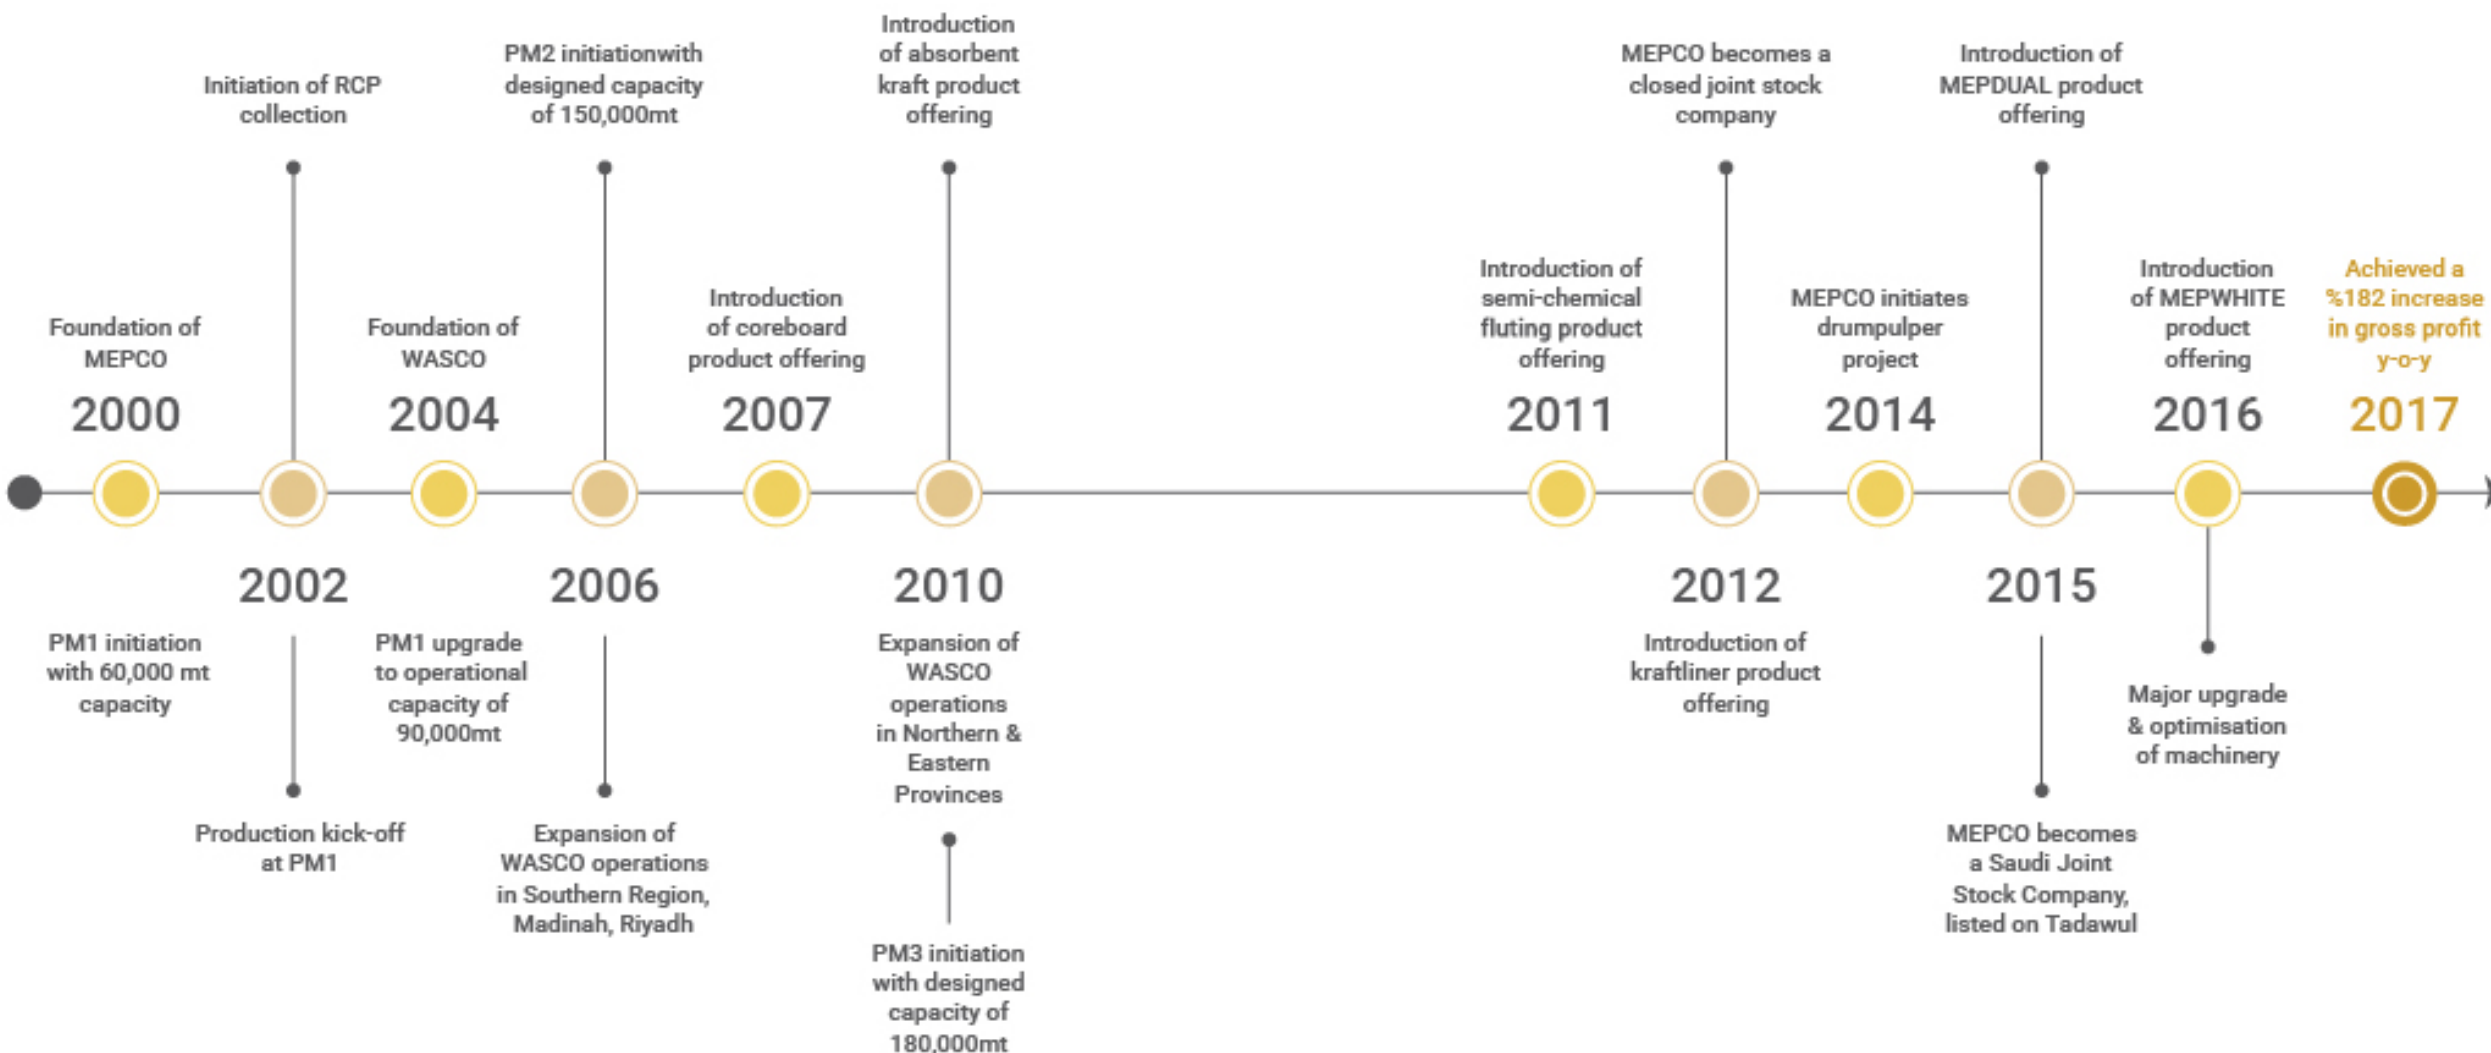 Foundation of
MEPCO
2000
PM1 initiation
with 60,000 mt
capacity
Initiation of RCP
collection
2002
Production kick-off
at PM1
Foundation of
WASCO
2004
PM1 upgrade
to operational
capacity of
90,000mt
PM2 initiationwith
designed capacity
of 150,000mt
2006
Expansion of
WASCO operations
in Southern Region,
Madinah, Riyadh
Introduction
of coreboard
product offering
2007
Introduction
of absorbent
kraft product
offering
2010
Expansion of
WASCO
operations
in Northern &
Eastern
Provinces
PM3 initiation
with designed
capacity of
180,000mt
Introduction of
semi-chemical
fluting product
offering
2011
MEPCO becomes a
closed joint stock
company
2012
Introduction of
kraftliner product
offering
MEPCO initiates
drumpulper
project
2014
Introduction of
MEPDUAL product
offering
2015
MEPCO becomes
a Saudi Joint
Stock Company,
listed on Tadawul
Introduction
of MEPWHITE
product
offering
2016
Major upgrade
& optimisation
of machinery
Achieved a
%182 increase
in gross profit
y-o-y
2017